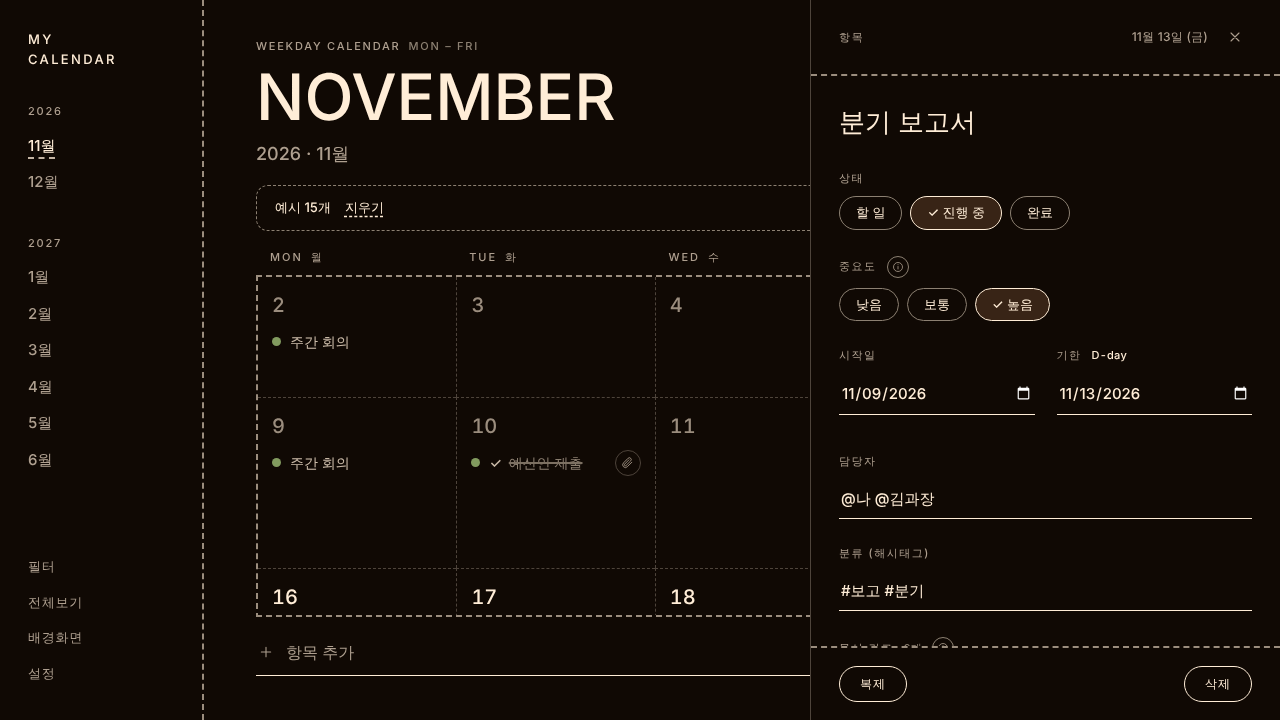 MY
CALENDAR
2026
11월
12월
2027
1월
2월
3월
4월
5월
6월
필터
전체보기
배경화면
설정
WEEKDAY CALENDAR MON – FRI
NOVEMBER
2026 · 11월
예시 15개 지우기
MON 월 TUE 화 WED 수
2 3 4
주간 회의
9 10 11
주간 회의 예산안 제출
16 17 18
항목 추가
항목 11월 13일 (금)
분기 보고서
상태
할 일 진행 중 완료
중요도
낮음 보통 높음
시작일 기한 D-day
11/09/2026 11/13/2026
담당자
@나 @김과장
분류 (해시태그)
#보고 #분기
복제 삭제